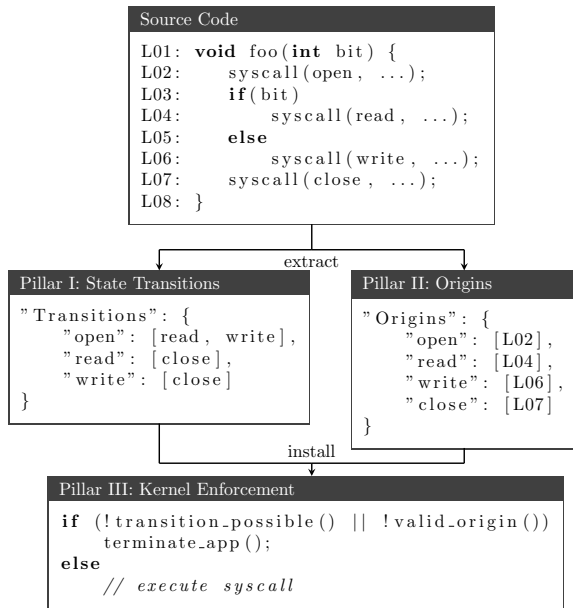 Source Code
L01: void foo(int bit) {
L02: syscall(open, ...);
L03: if(bit)
L04: syscall(read, ...);
L05: else
L06: syscall(write, ...);
L07: syscall(close, ...);
L08: }
extract
Pillar I: State Transitions
"Transitions": {
"open": [read, write],
"read": [close],
"write": [close]
}
Pillar II: Origins
"Origins": {
"open": [L02],
"read": [L04],
"write": [L06],
"close": [L07]
}
install
Pillar III: Kernel Enforcement
if (!transition_possible() || !valid_origin())
terminate_app();
else
// execute syscall